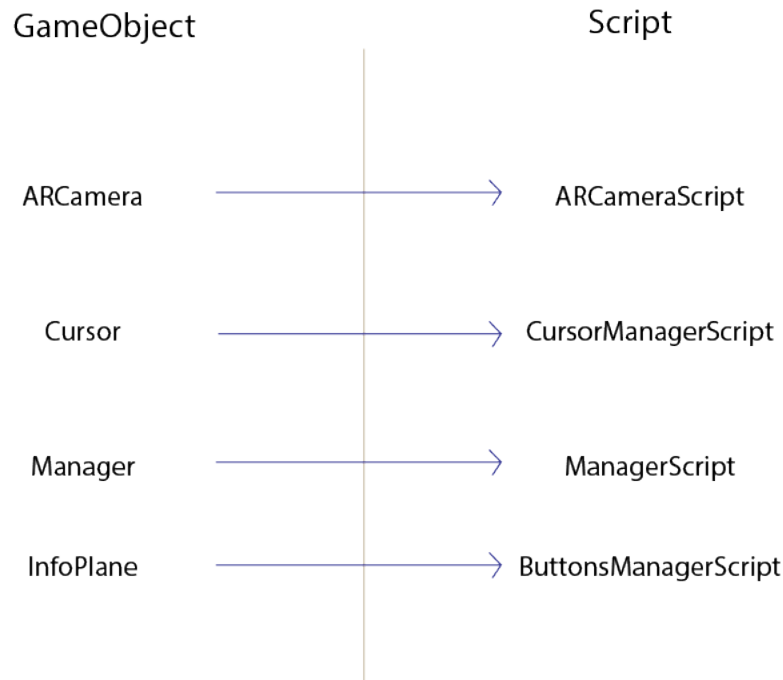 GameObject Script
ARCamera ARCameraScript
Cursor CursorManagerScript
Manager ManagerScript
InfoPlane ButtonsManagerScript